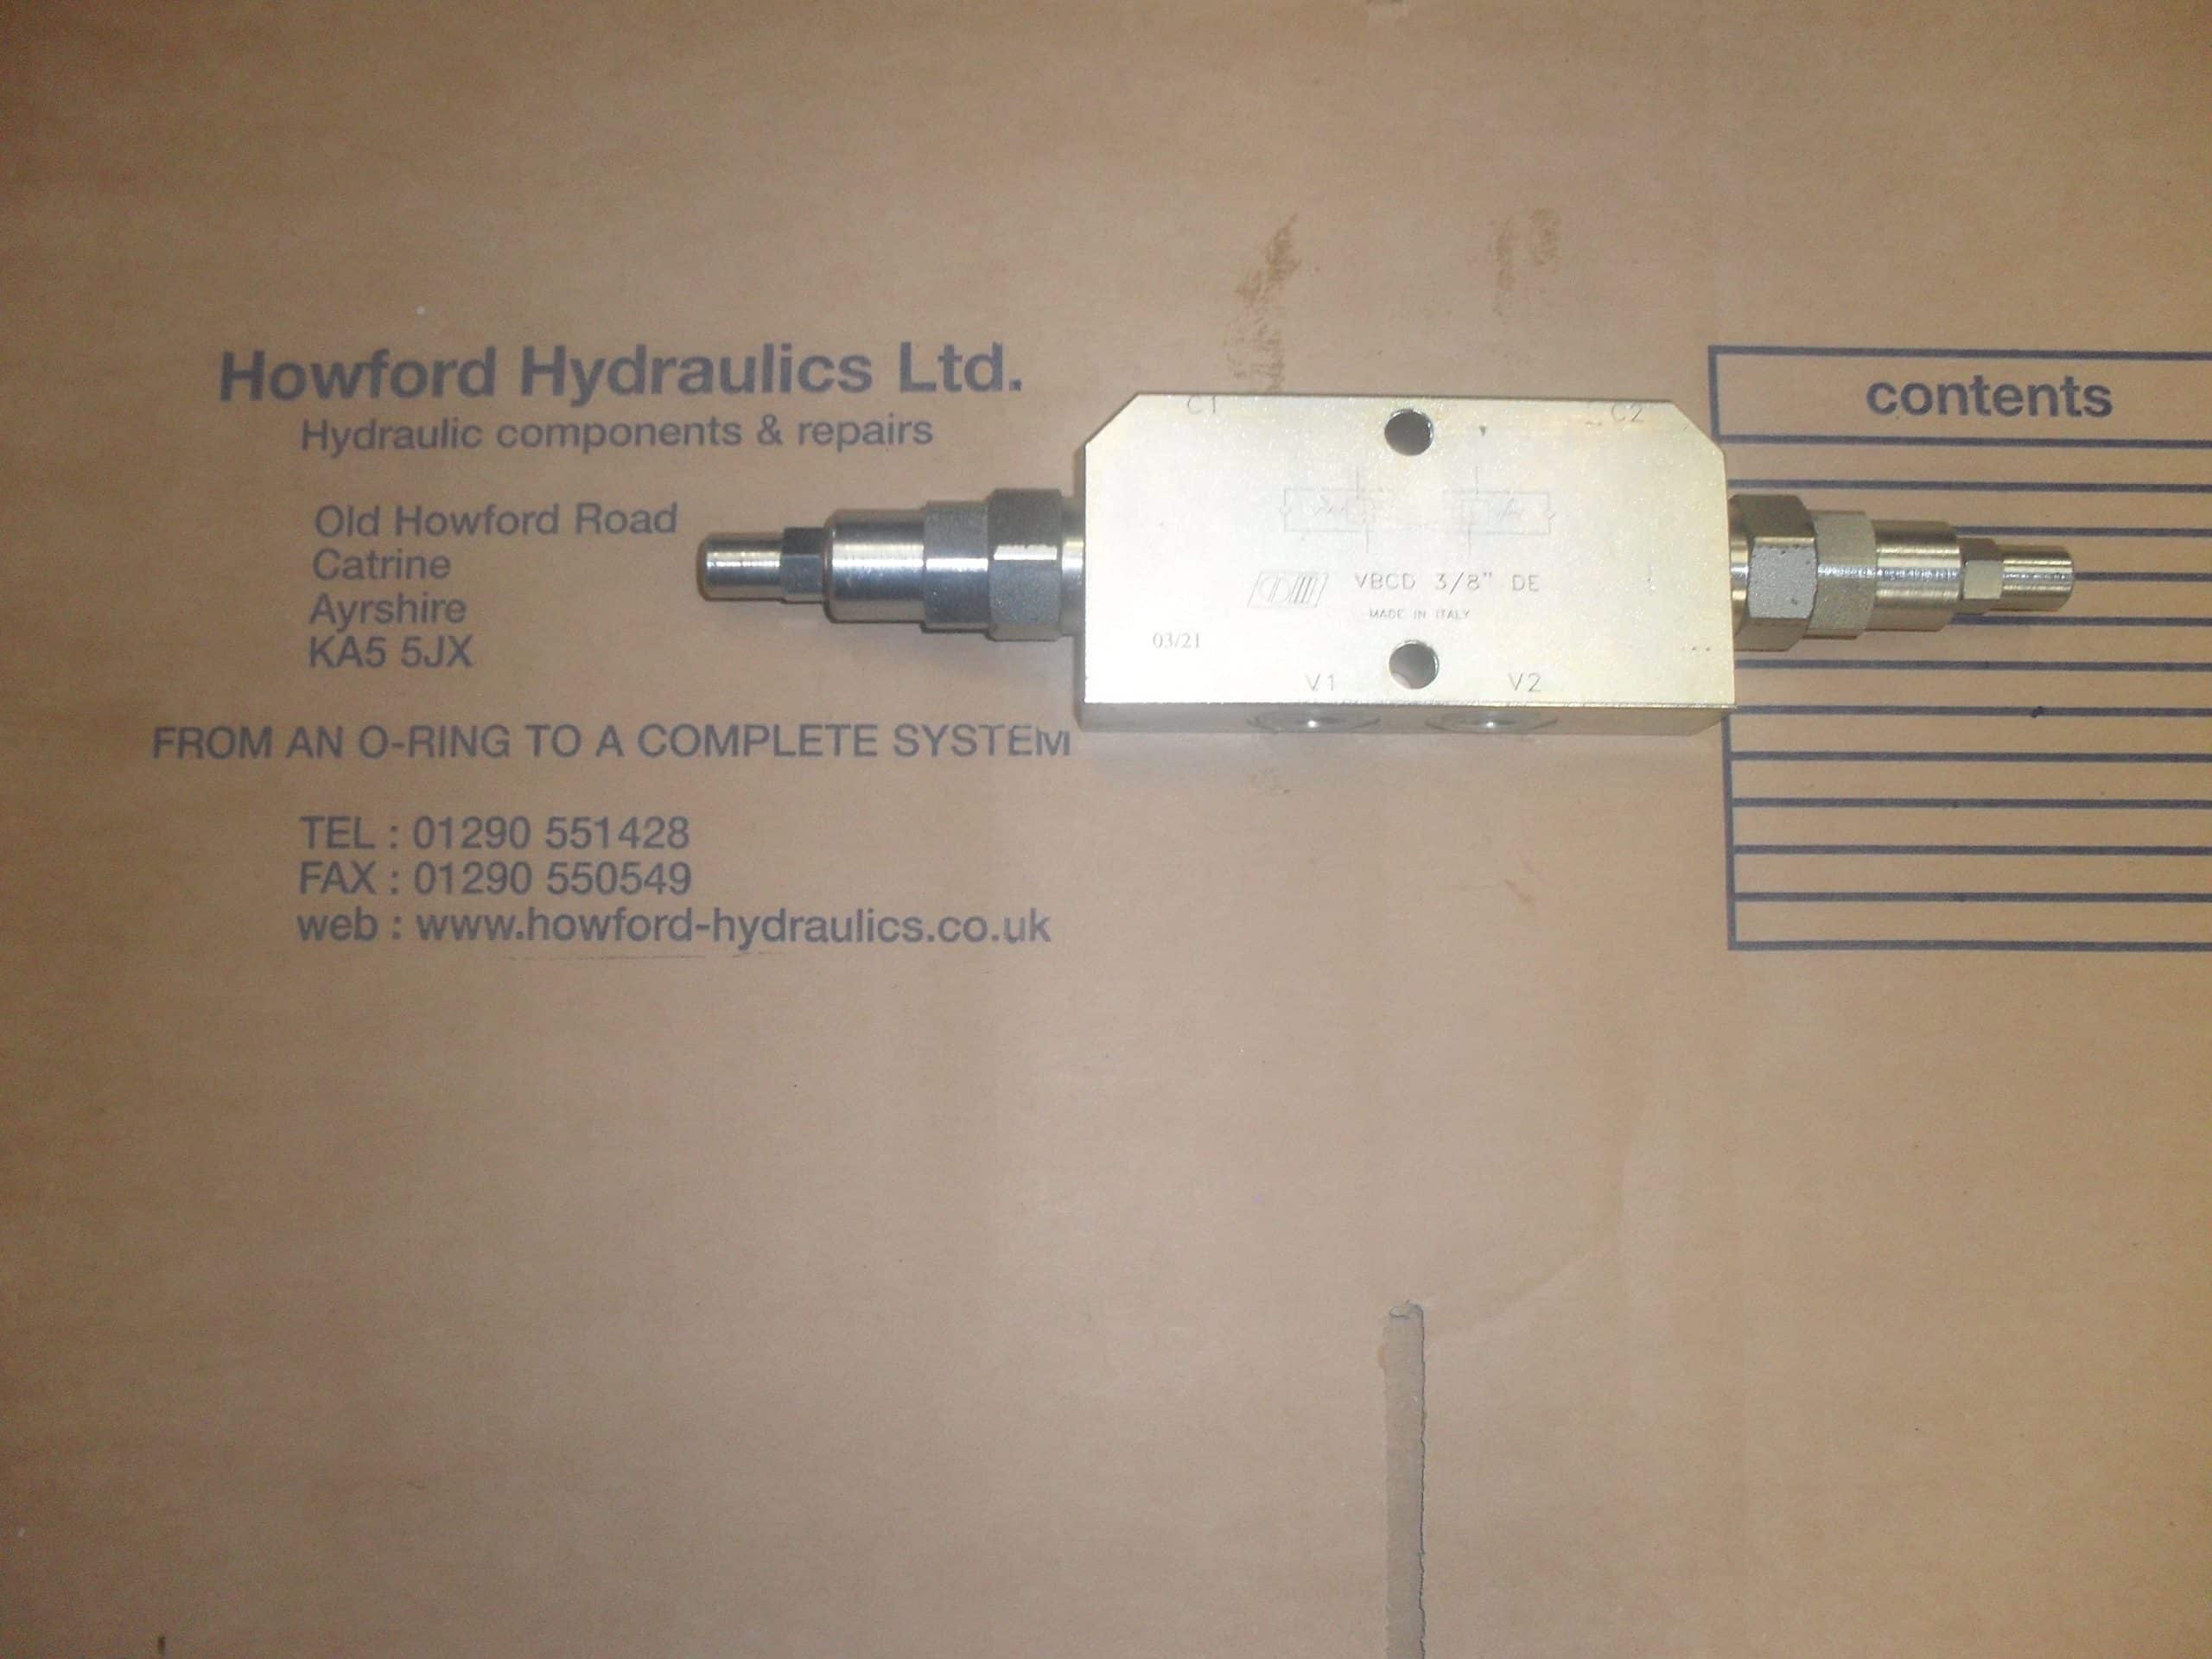 Howford Hydraulics Ltd.
Hydraulic components & repairs
Old Howford Road
Catrine
Ayrshire
KA5 5JX
FROM AN O-RING TO A COMPLETE SYSTEM
TEL : 01290 551428
FAX : 01290 550549
web : www.howford-hydraulics.co.uk
C1
C2
VBCD 3/8" DE
MADE IN ITALY
03/21
V1
V2
contents